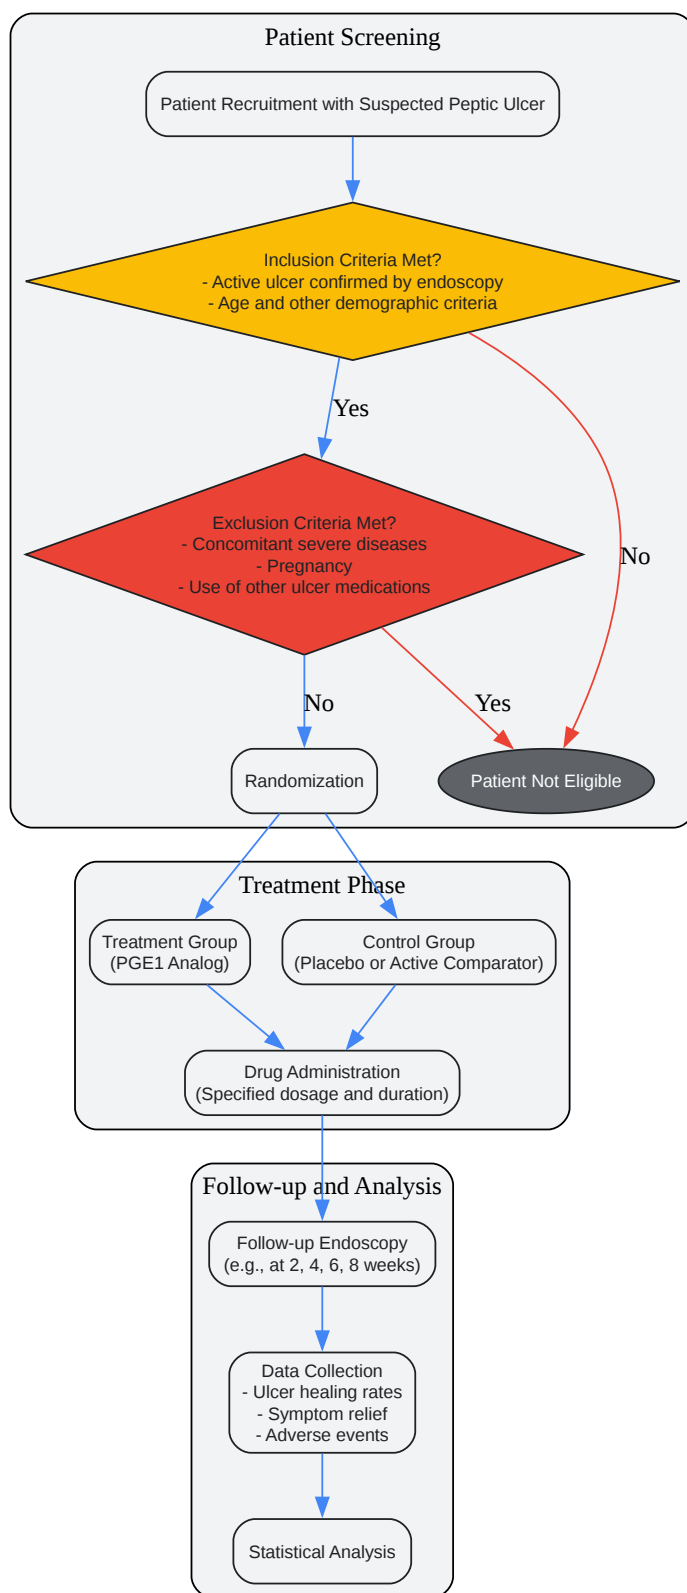 Patient Screening
Patient Recruitment with Suspected Peptic Ulcer
Inclusion Criteria Met?
- Active ulcer confirmed by endoscopy
- Age and other demographic criteria
Yes
Exclusion Criteria Met?
- Concomitant severe diseases
- Pregnancy
- Use of other ulcer medications
No
No
Yes
Randomization
Patient Not Eligible
Treatment Phase
Treatment Group
(PGE1 Analog)
Control Group
(Placebo or Active Comparator)
Drug Administration
(Specified dosage and duration)
Follow-up and Analysis
Follow-up Endoscopy
(e.g., at 2, 4, 6, 8 weeks)
Data Collection
- Ulcer healing rates
- Symptom relief
- Adverse events
Statistical Analysis